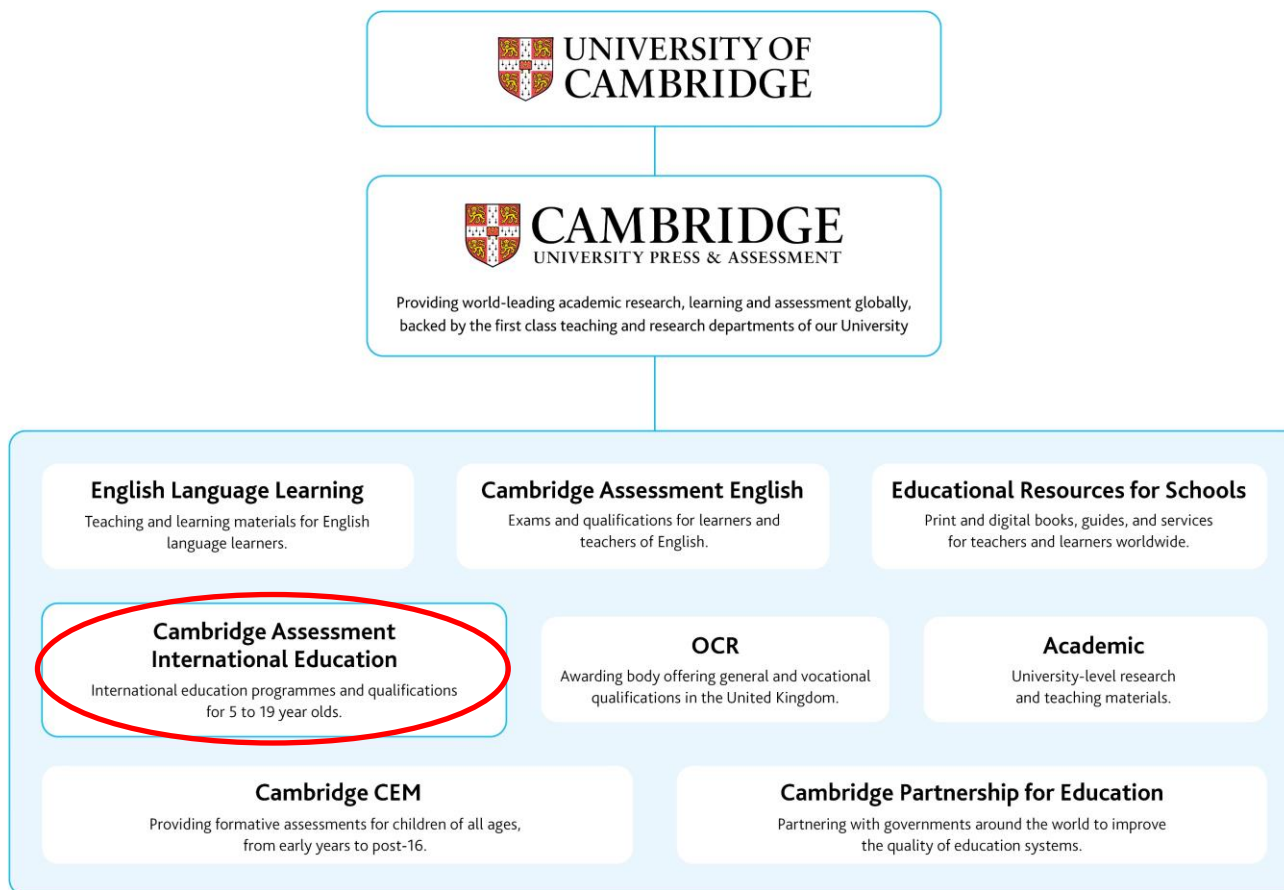 UNIVERSITY OF
CAMBRIDGE
CAMBRIDGE
UNIVERSITY PRESS & ASSESSMENT
Providing world-leading academic research, learning and assessment globally,
backed by the first class teaching and research departments of our University
English Language Learning
Teaching and learning materials for English
language learners.
Cambridge Assessment English
Exams and qualifications for learners and
teachers of English.
Educational Resources for Schools
Print and digital books, guides, and services
for teachers and learners worldwide.
Cambridge Assessment
International Education
International education programmes and qualifications
for 5 to 19 year olds.
OCR
Awarding body offering general and vocational
qualifications in the United Kingdom.
Academic
University-level research
and teaching materials.
Cambridge CEM
Providing formative assessments for children of all ages,
from early years to post-16.
Cambridge Partnership for Education
Partnering with governments around the world to improve
the quality of education systems.